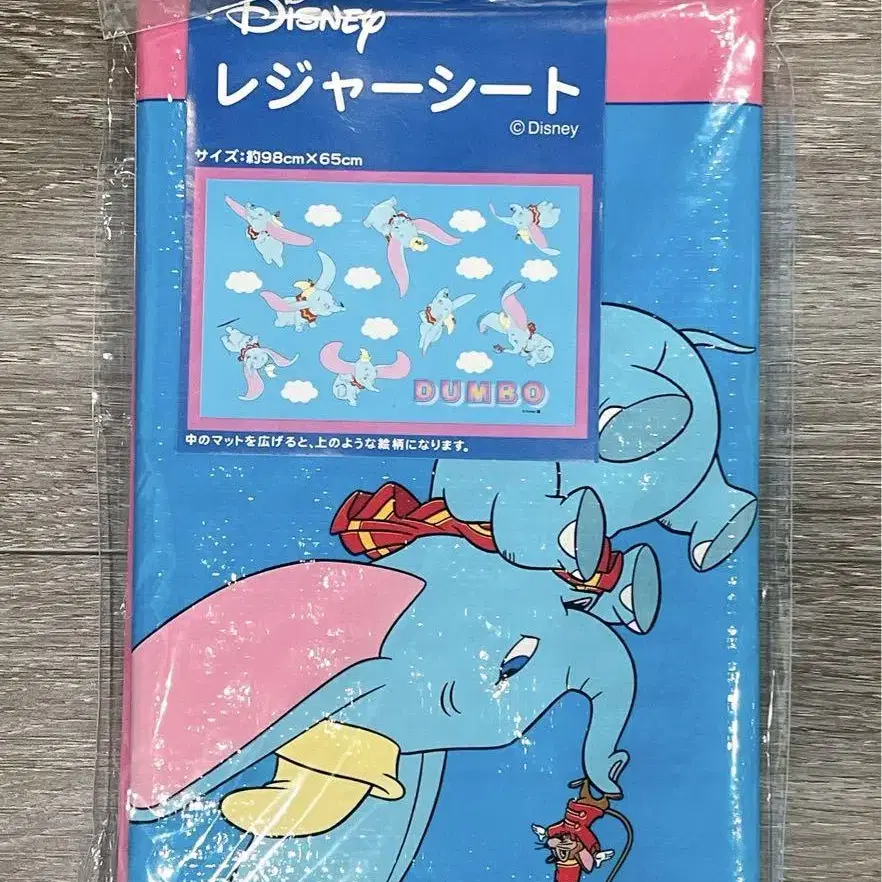 Disney
レジャーシート
©Disney
サイズ:約98cm×65cm
DUMBO
中のマットを広げると、上のような絵柄になります。